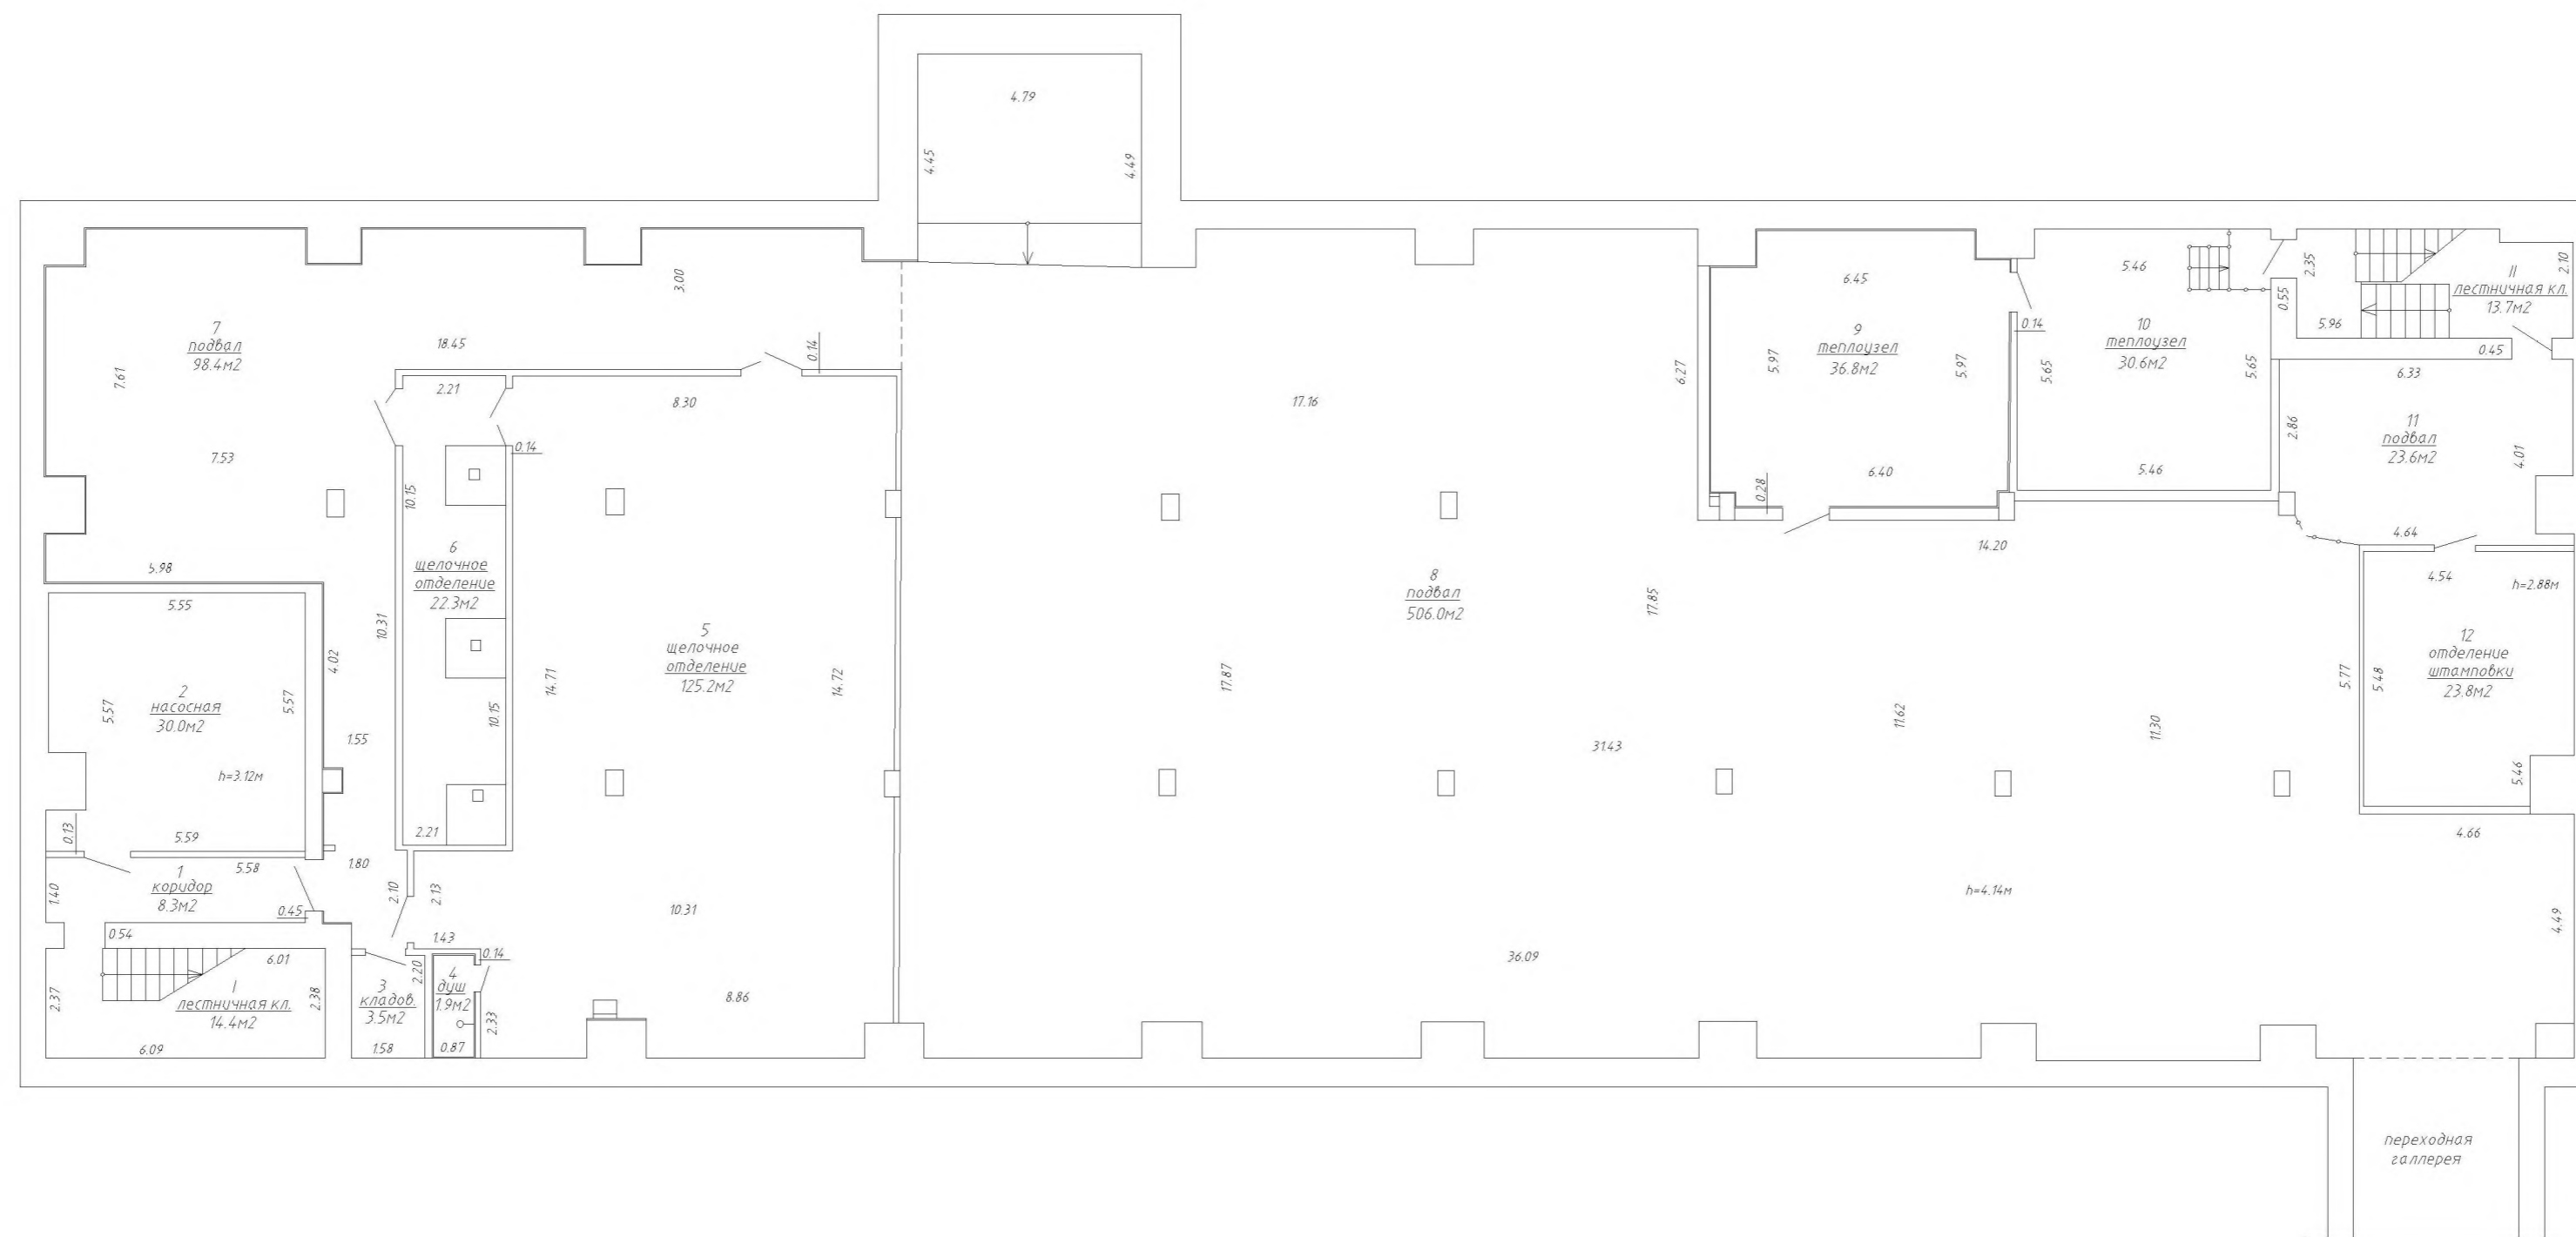 4.79
4.45
4.49
7
подвал
98.4м2
7.61
7.53
5.98
18.45
3.00
0.14
2.21
8.30
0.14
10.15
6
щелочное
отделение
22.3м2
10.31
10.15
2.21
5
щелочное
отделение
125.2м2
14.71
14.72
10.31
8.86
5.55
4.02
2
насосная
30.0м2
5.57
5.57
h=3.12м
1.55
0.13
5.59
5.58
1.80
1
коридор
8.3м2
1.40
0.45
2.10
2.13
0.54
6.01
1.43
0.14
2.37
I
лестничная кл.
14.4м2
2.38
6.09
3
кладов.
3.5м2
2.20
1.58
4
душ
1.9м2
0.87
2.33
17.16
6.27
8
подвал
506.0м2
17.87
17.85
31.43
36.09
11.62
11.30
14.20
h=4.14м
6.45
9
теплоузел
36.8м2
5.97
5.97
6.40
0.28
0.14
5.46
10
теплоузел
30.6м2
5.65
5.65
5.46
2.35
0.55
5.96
II
лестничная кл.
13.7м2
2.10
0.45
6.33
2.86
11
подвал
23.6м2
4.01
4.64
4.54
h=2.88м
12
отделение
штамповки
23.8м2
5.77
5.48
5.46
4.66
4.49
переходная
галлерея